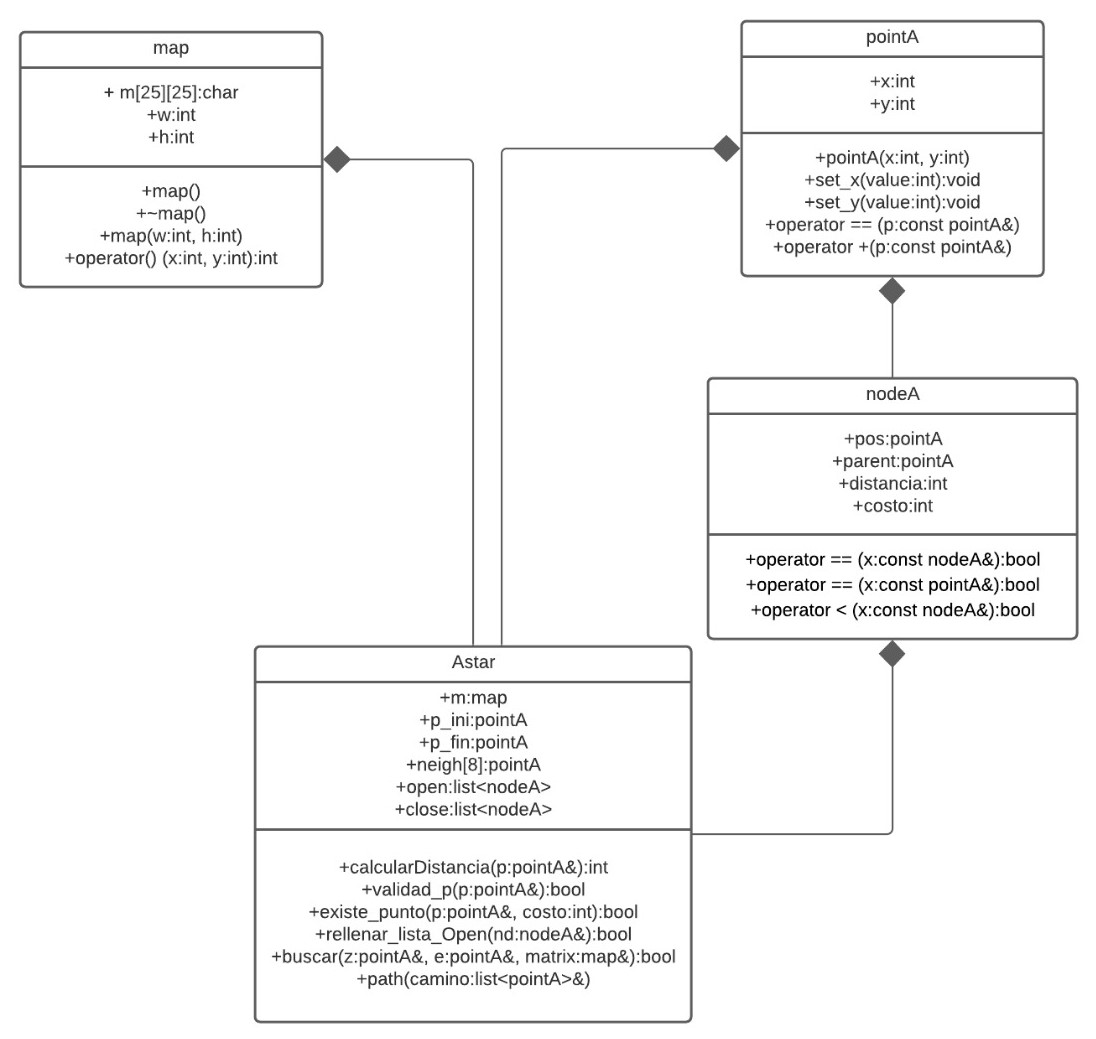 map
+ m[25][25]:char
+w:int
+h:int
+map()
+~map()
+map(w:int, h:int)
+operator() (x:int, y:int):int
pointA
+x:int
+y:int
+pointA(x:int, y:int)
+set_x(value:int):void
+set_y(value:int):void
+operator == (p:const pointA&)
+operator +(p:const pointA&)
nodeA
+pos:pointA
+parent:pointA
+distancia:int
+costo:int
+operator == (x:const nodeA&):bool
+operator == (x:const pointA&):bool
+operator < (x:const nodeA&):bool
Astar
+m:map
+p_ini:pointA
+p_fin:pointA
+neigh[8]:pointA
+open:list<nodeA>
+close:list<nodeA>
+calcularDistancia(p:pointA&):int
+validad_p(p:pointA&):bool
+existe_punto(p:pointA&, costo:int):bool
+rellenar_lista_Open(nd:nodeA&):bool
+buscar(z:pointA&, e:pointA&, matrix:map&):bool
+path(camino:list<pointA>&)